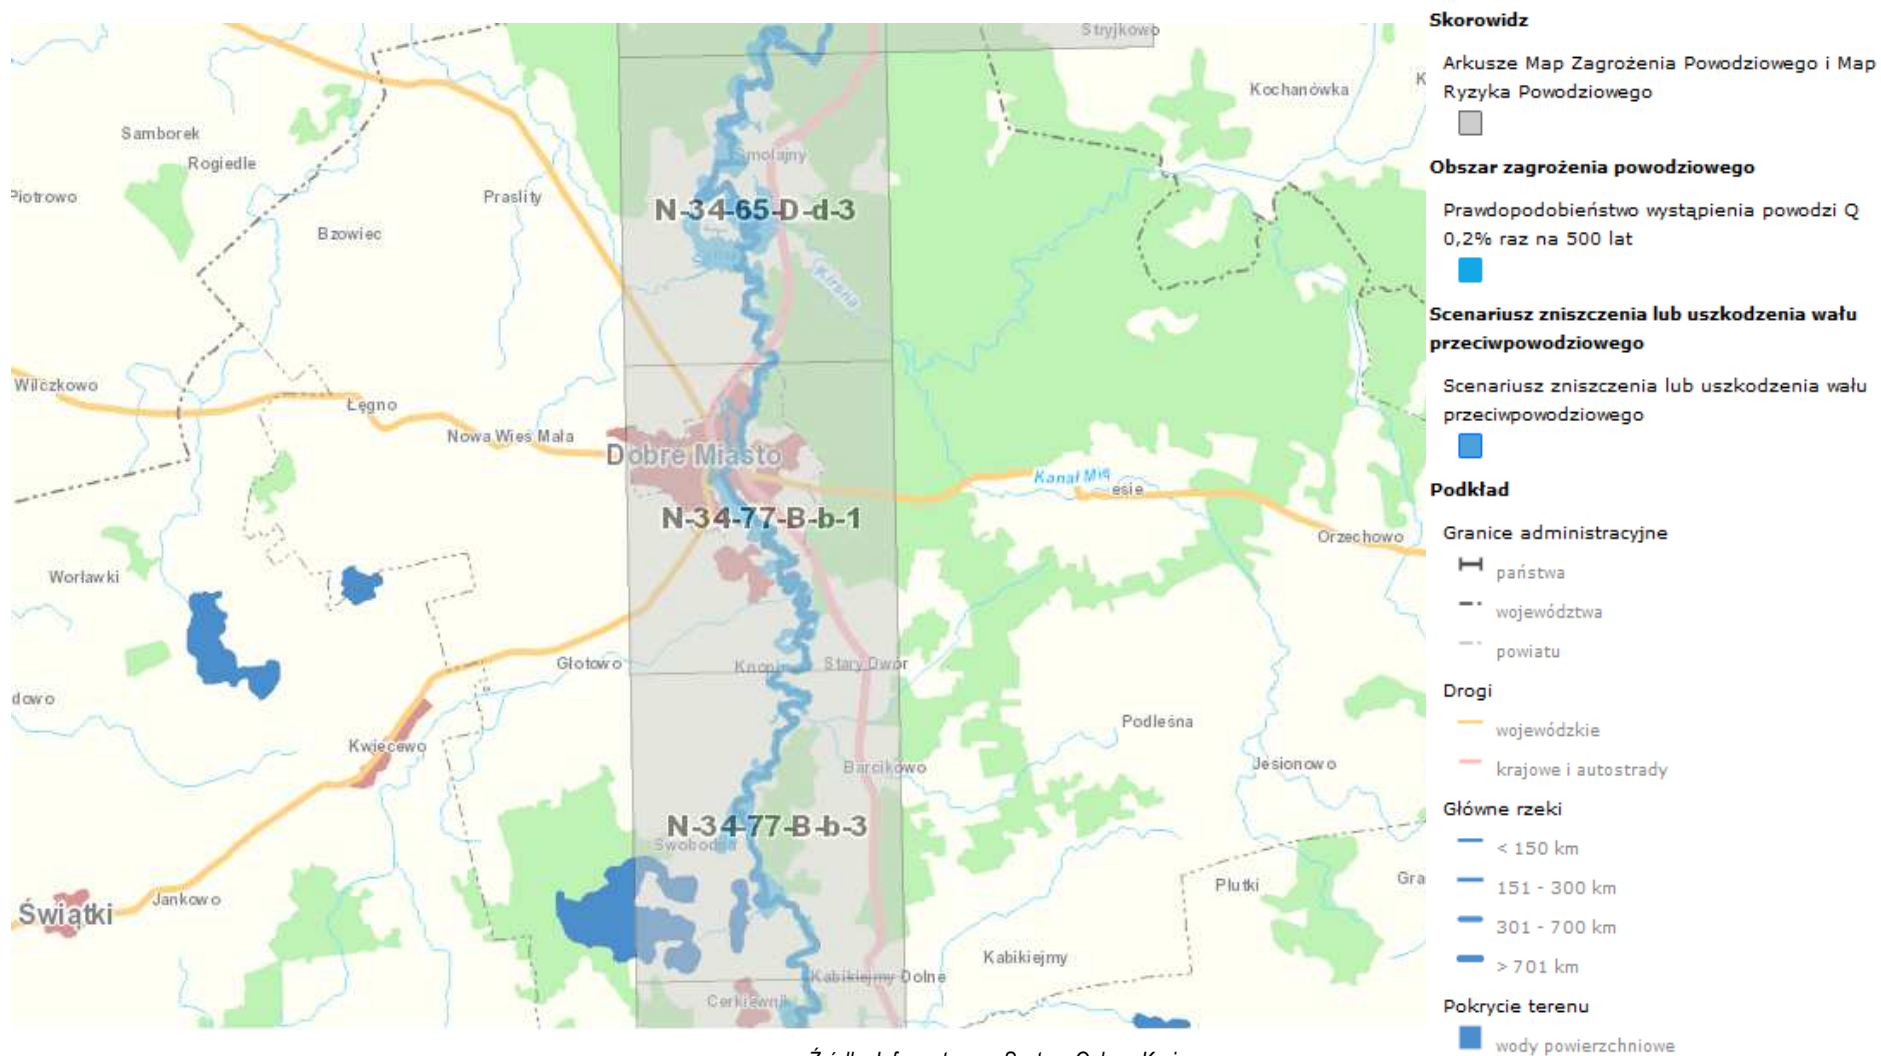 Stryjkowo
Kochanówka
K
Samborek
Rogiedle
Smolajny
Piotrowo
Praslity
N-34-65-D-d-3
Bzowiec
Kirsna
Wilczkowo
Łęgno
Nowa Wieś Mała
Dobre Miasto
Kanał Mię
esie
N-34-77-B-b-1
Orzechowo
Worławki
Głotowo
Knopin
Stary Dwór
dowo
Podleśna
Kwiecewo
Barcikowo
Jesionowo
N-34-77-B-b-3
Swobodna
Plutki
Gra
Jankowo
Świątki
Kabikiejmy
Kabikiejmy Dolne
Cerkiewnik
Skorowidz
Arkusze Map Zagrożenia Powodziowego i Map
Ryzyka Powodziowego
Obszar zagrożenia powodziowego
Prawdopodobieństwo wystąpienia powodzi Q
0,2% raz na 500 lat
Scenariusz zniszczenia lub uszkodzenia wału
przeciwpowodziowego
Scenariusz zniszczenia lub uszkodzenia wału
przeciwpowodziowego
Podkład
Granice administracyjne
państwa
województwa
powiatu
Drogi
wojewódzkie
krajowe i autostrady
Główne rzeki
< 150 km
151 - 300 km
301 - 700 km
> 701 km
Pokrycie terenu
wody powierzchniowe